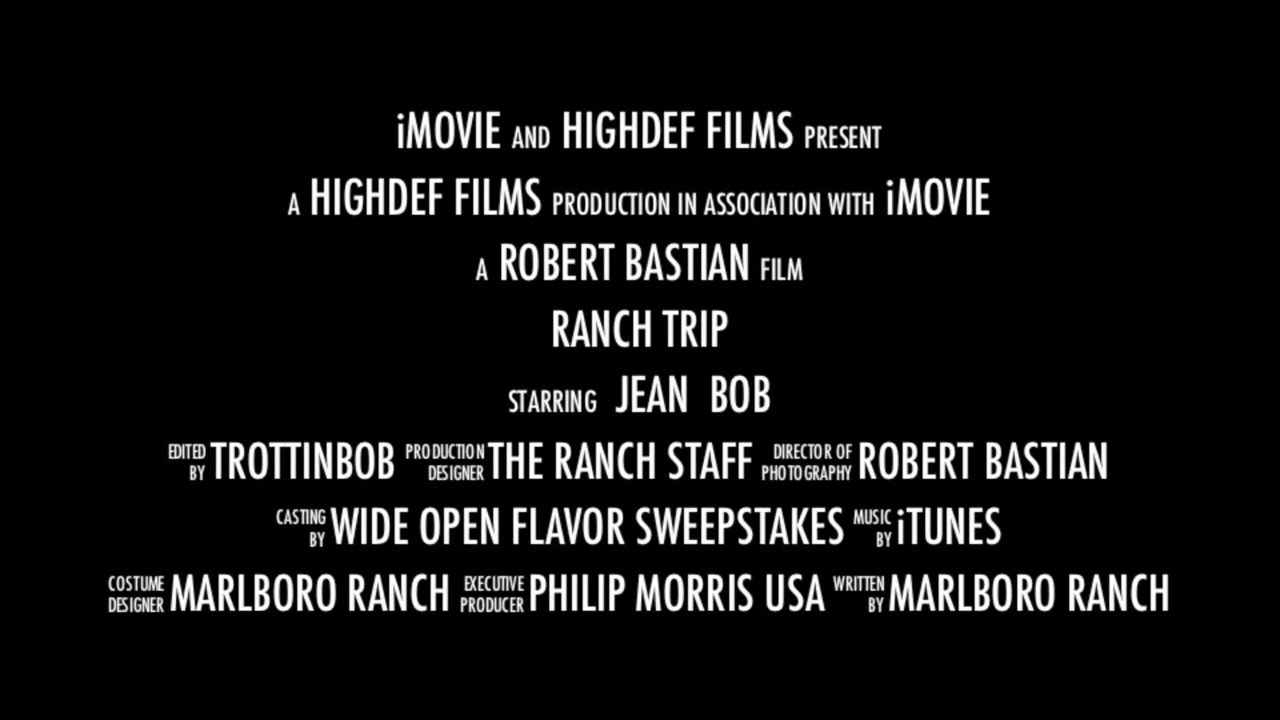 iMOVIE AND HIGHDEF FILMS PRESENT
A HIGHDEF FILMS PRODUCTION IN ASSOCIATION WITH iMOVIE
A ROBERT BASTIAN FILM
RANCH TRIP
STARRING JEAN BOB
EDITED BY TROTTINBOB PRODUCTION DESIGNER THE RANCH STAFF DIRECTOR OF PHOTOGRAPHY ROBERT BASTIAN
CASTING BY WIDE OPEN FLAVOR SWEEPSTAKES MUSIC BY iTUNES
COSTUME DESIGNER MARLBORO RANCH EXECUTIVE PRODUCER PHILIP MORRIS USA WRITTEN BY MARLBORO RANCH